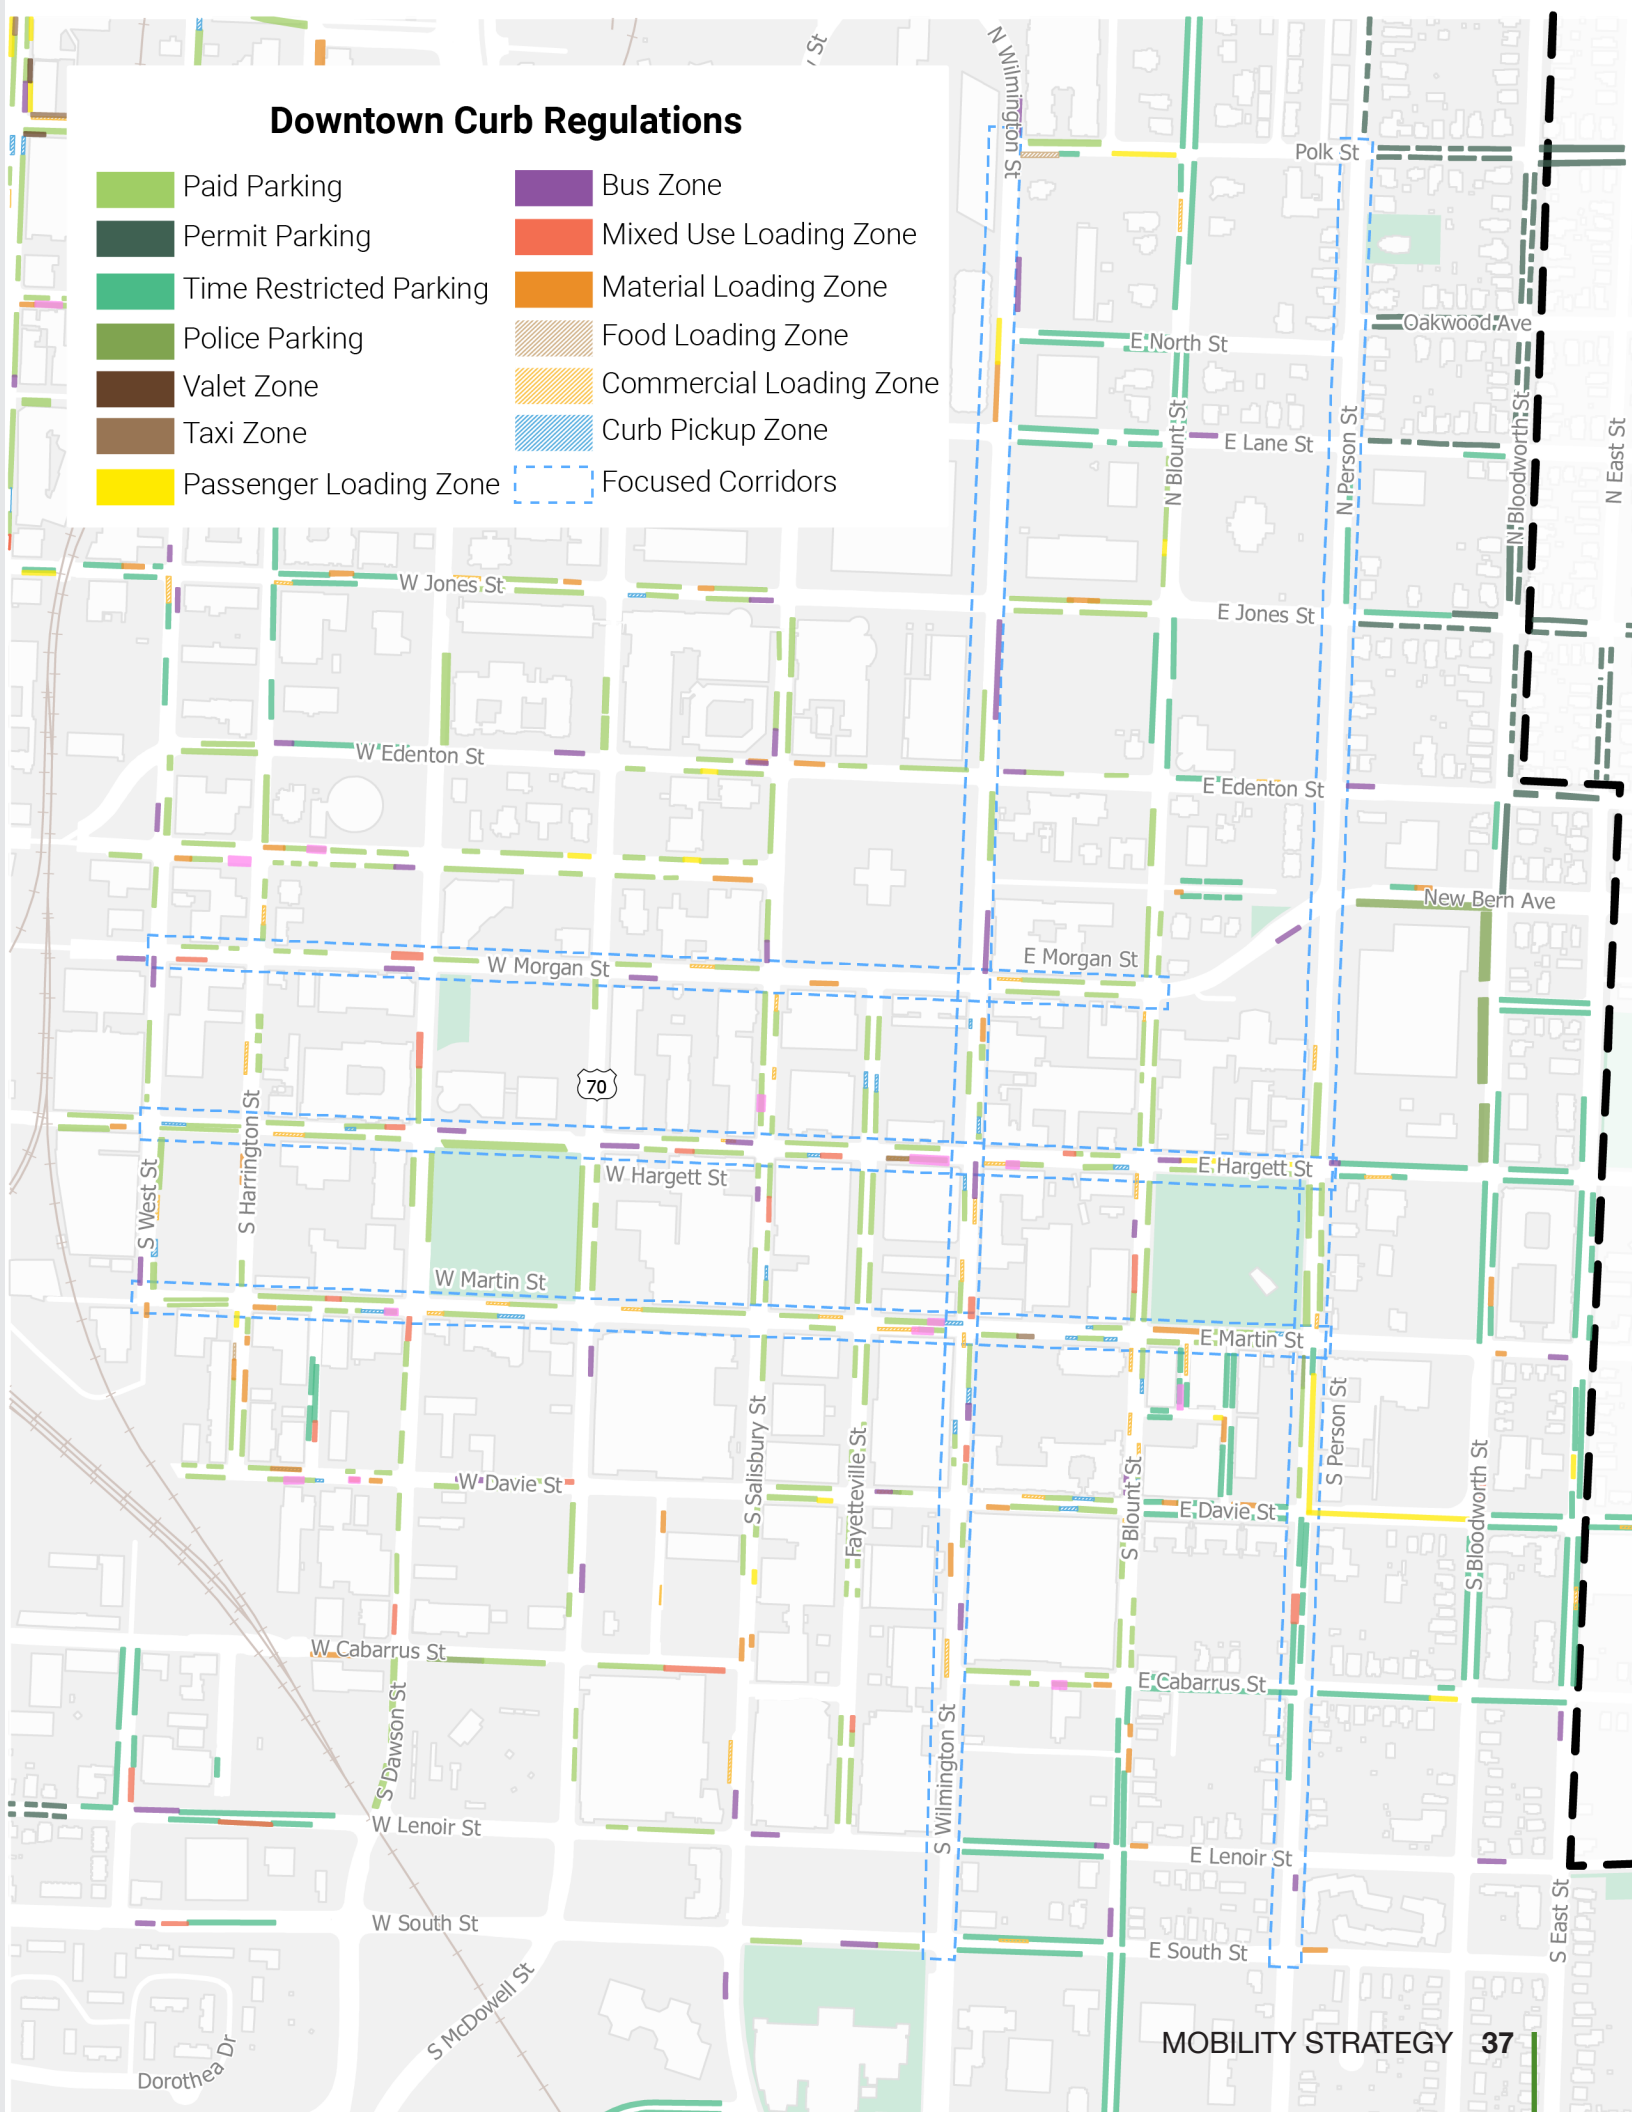 Downtown Curb Regulations
Paid Parking
Permit Parking
Time Restricted Parking
Police Parking
Valet Zone
Taxi Zone
Passenger Loading Zone
Bus Zone
Mixed Use Loading Zone
Material Loading Zone
Food Loading Zone
Commercial Loading Zone
Curb Pickup Zone
Focused Corridors
St
N Wilmington St
Polk St
Oakwood Ave
E North St
N Blount St
E Lane St
N Person St
N Bloodworth St
N East St
W Jones St
E Jones St
W Edenton St
E Edenton St
New Bern Ave
W Morgan St
E Morgan St
70
S West St
S Harrington St
W Hargett St
E Hargett St
W Martin St
E Martin St
S Salisbury St
Fayetteville St
S Person St
S Bloodworth St
W Davie St
S Blount St
E Davie St
W Cabarrus St
E Cabarrus St
S Dawson St
S Wilmington St
W Lenoir St
E Lenoir St
W South St
E South St
S East St
S McDowell St
Dorothea Dr
MOBILITY STRATEGY 37